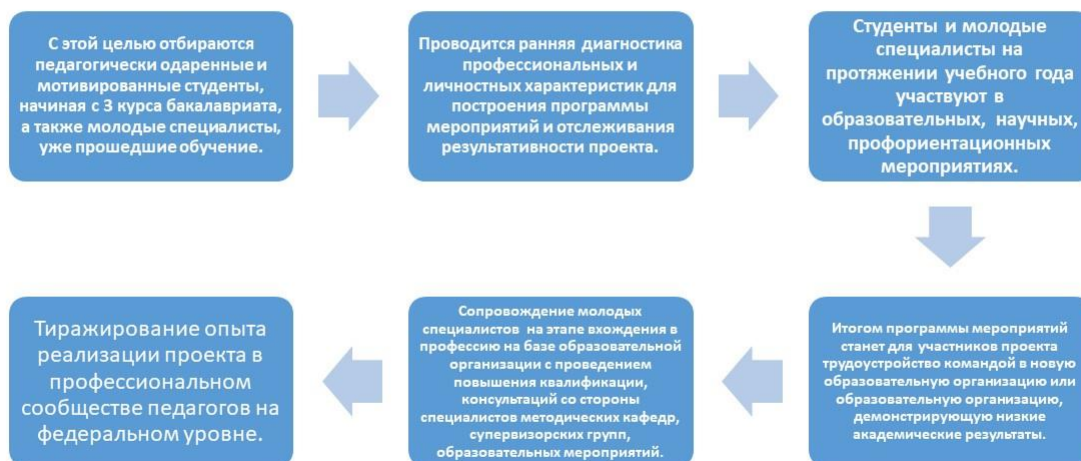 С этой целью отбираются
педагогически одаренные и
мотивированные студенты,
начиная с 3 курса бакалавриата,
а также молодые специалисты,
уже прошедшие обучение.
Проводится ранняя диагностика
профессиональных и
личностных характеристик для
построения программы
мероприятий и отслеживания
результативности проекта.
Студенты и молодые
специалисты на
протяжении учебного года
участвуют в
образовательных, научных,
профориентационных
мероприятиях.
Итогом программы мероприятий
станет для участников проекта
трудоустройство командой в новую
образовательную организацию или
образовательную организацию,
демонстрирующую низкие
академические результаты.
Сопровождение молодых
специалистов на этапе вхождения в
профессию на базе образовательной
организации с проведением
повышения квалификации,
консультаций со стороны
специалистов методических кафедр,
супервизорских групп,
образовательных мероприятий.
Тиражирование опыта
реализации проекта в
профессиональном
сообществе педагогов на
федеральном уровне.